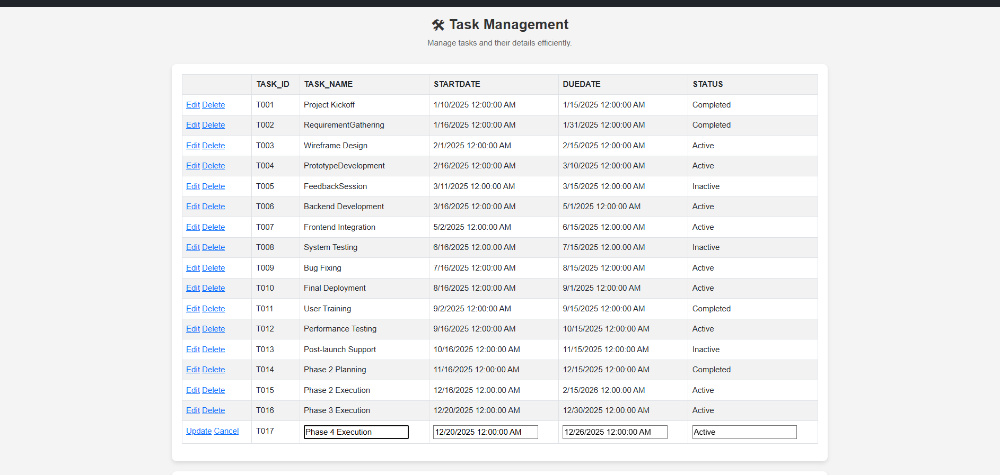 🛠 Task Management
Manage tasks and their details efficiently.
TASK_ID TASK_NAME STARTDATE DUEDATE STATUS
Edit Delete T001 Project Kickoff 1/10/2025 12:00:00 AM 1/15/2025 12:00:00 AM Completed
Edit Delete T002 RequirementGathering 1/16/2025 12:00:00 AM 1/31/2025 12:00:00 AM Completed
Edit Delete T003 Wireframe Design 2/1/2025 12:00:00 AM 2/15/2025 12:00:00 AM Active
Edit Delete T004 PrototypeDevelopment 2/16/2025 12:00:00 AM 3/10/2025 12:00:00 AM Active
Edit Delete T005 FeedbackSession 3/11/2025 12:00:00 AM 3/15/2025 12:00:00 AM Inactive
Edit Delete T006 Backend Development 3/16/2025 12:00:00 AM 5/1/2025 12:00:00 AM Active
Edit Delete T007 Frontend Integration 5/2/2025 12:00:00 AM 6/15/2025 12:00:00 AM Active
Edit Delete T008 System Testing 6/16/2025 12:00:00 AM 7/15/2025 12:00:00 AM Inactive
Edit Delete T009 Bug Fixing 7/16/2025 12:00:00 AM 8/15/2025 12:00:00 AM Active
Edit Delete T010 Final Deployment 8/16/2025 12:00:00 AM 9/1/2025 12:00:00 AM Active
Edit Delete T011 User Training 9/2/2025 12:00:00 AM 9/15/2025 12:00:00 AM Completed
Edit Delete T012 Performance Testing 9/16/2025 12:00:00 AM 10/15/2025 12:00:00 AM Active
Edit Delete T013 Post-launch Support 10/16/2025 12:00:00 AM 11/15/2025 12:00:00 AM Inactive
Edit Delete T014 Phase 2 Planning 11/16/2025 12:00:00 AM 12/15/2025 12:00:00 AM Completed
Edit Delete T015 Phase 2 Execution 12/16/2025 12:00:00 AM 2/15/2026 12:00:00 AM Active
Edit Delete T016 Phase 3 Execution 12/20/2025 12:00:00 AM 12/30/2025 12:00:00 AM Active
Update Cancel T017 Phase 4 Execution 12/20/2025 12:00:00 AM 12/26/2025 12:00:00 AM Active